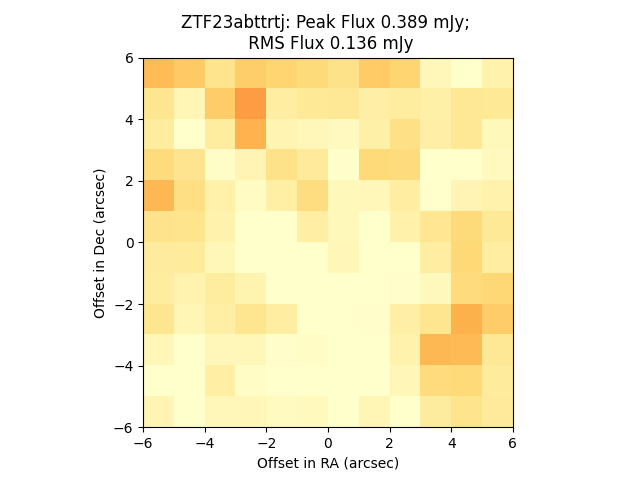 ZTF23abttrtj: Peak Flux 0.389 mJy;
RMS Flux 0.136 mJy
6
4
2
0
−2
−4
−6
Offset in Dec (arcsec)
−6 −4 −2 0 2 4 6
Offset in RA (arcsec)